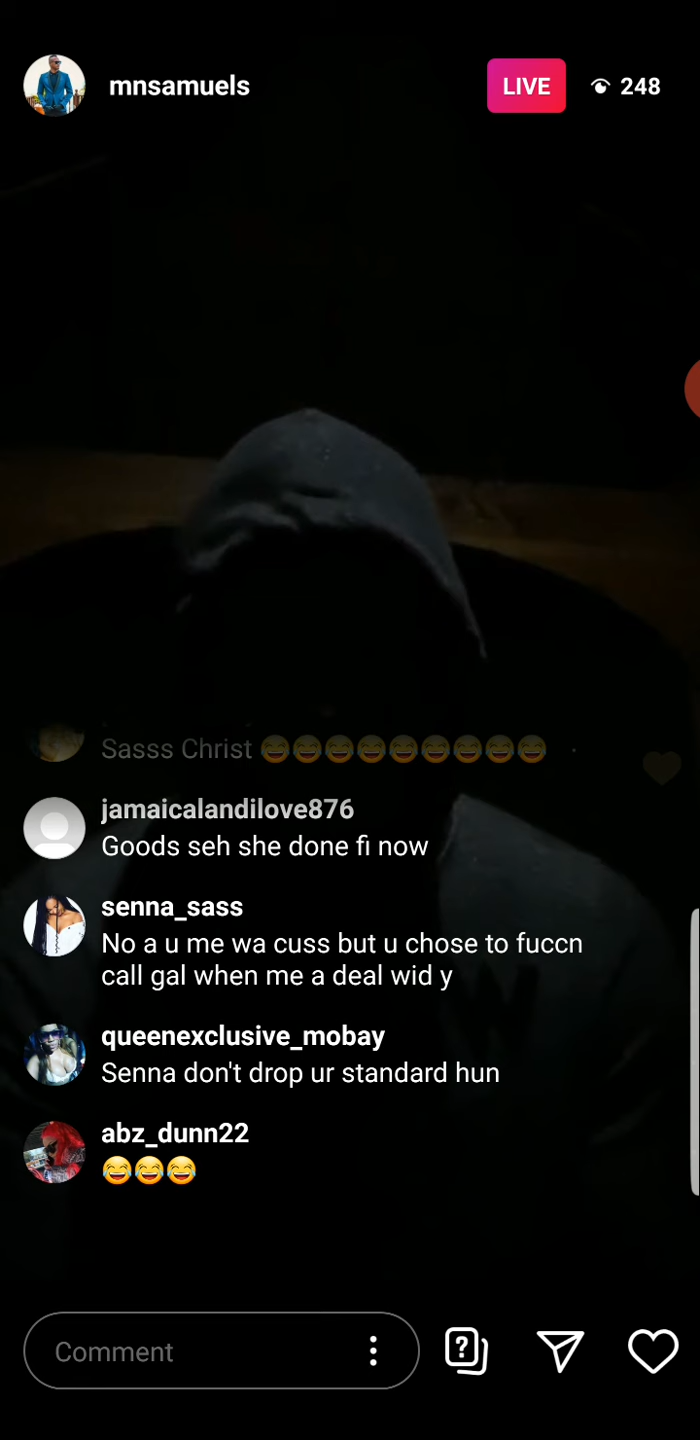 mnsamuels
LIVE
248
Sasss Christ 😂😂😂😂😂😂😂😂😂
jamaicalandilove876
Goods seh she done fi now
senna_sass
No a u me wa cuss but u chose to fuccn
call gal when me a deal wid y
queenexclusive_mobay
Senna don't drop ur standard hun
abz_dunn22
😂😂😂
Comment
?